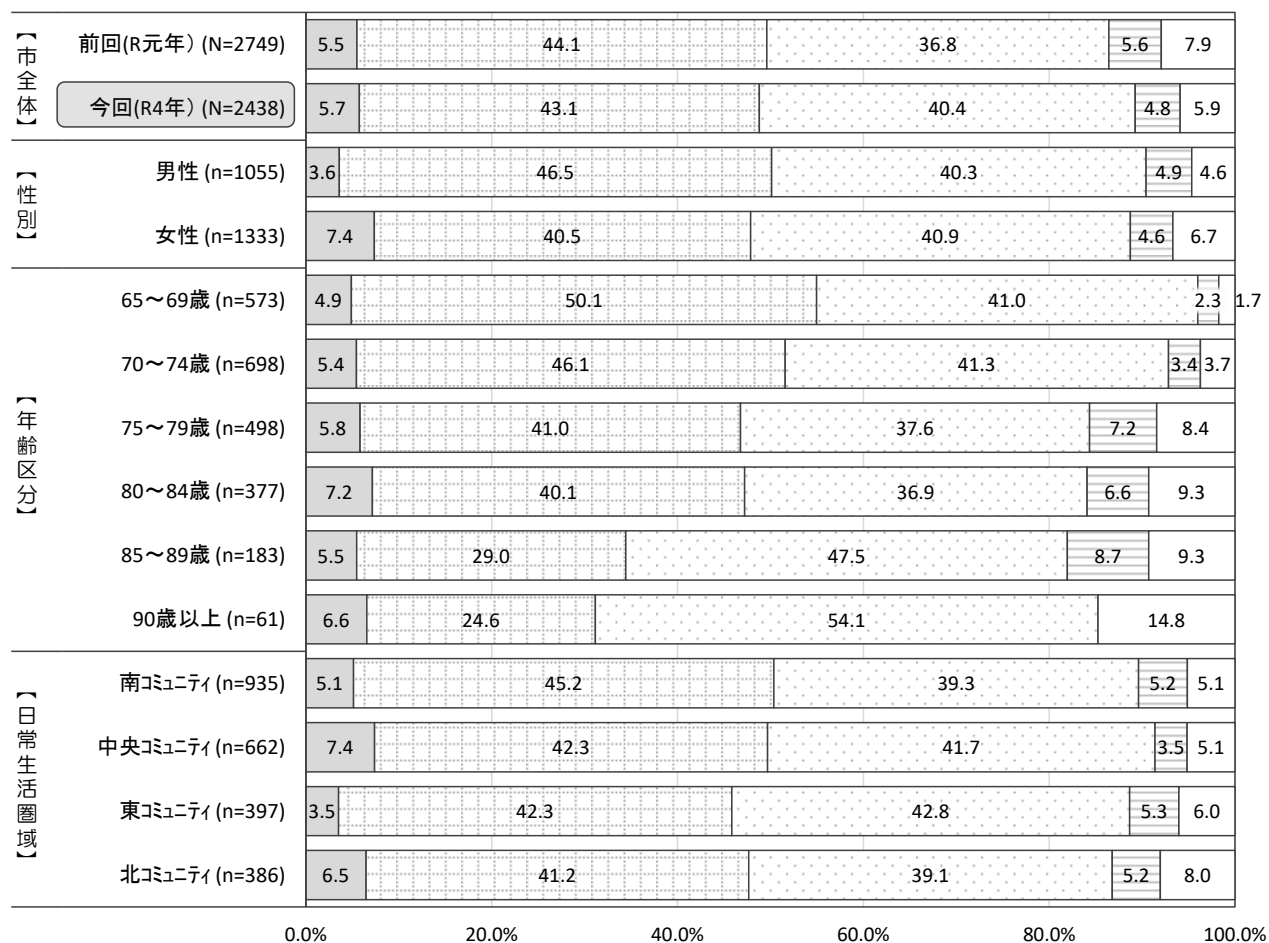 【市全体】
前回(R元年) (N=2749) 5.5 44.1 36.8 5.6 7.9
今回(R4年) (N=2438) 5.7 43.1 40.4 4.8 5.9
【性別】
男性 (n=1055) 3.6 46.5 40.3 4.9 4.6
女性 (n=1333) 7.4 40.5 40.9 4.6 6.7
【年齢区分】
65～69歳 (n=573) 4.9 50.1 41.0 2.3 1.7
70～74歳 (n=698) 5.4 46.1 41.3 3.4 3.7
75～79歳 (n=498) 5.8 41.0 37.6 7.2 8.4
80～84歳 (n=377) 7.2 40.1 36.9 6.6 9.3
85～89歳 (n=183) 5.5 29.0 47.5 8.7 9.3
90歳以上 (n=61) 6.6 24.6 54.1 14.8
【日常生活圏域】
南ｺﾐｭﾆﾃｨ (n=935) 5.1 45.2 39.3 5.2 5.1
中央ｺﾐｭﾆﾃｨ (n=662) 7.4 42.3 41.7 3.5 5.1
東ｺﾐｭﾆﾃｨ (n=397) 3.5 42.3 42.8 5.3 6.0
北ｺﾐｭﾆﾃｨ (n=386) 6.5 41.2 39.1 5.2 8.0
0.0% 20.0% 40.0% 60.0% 80.0% 100.0%